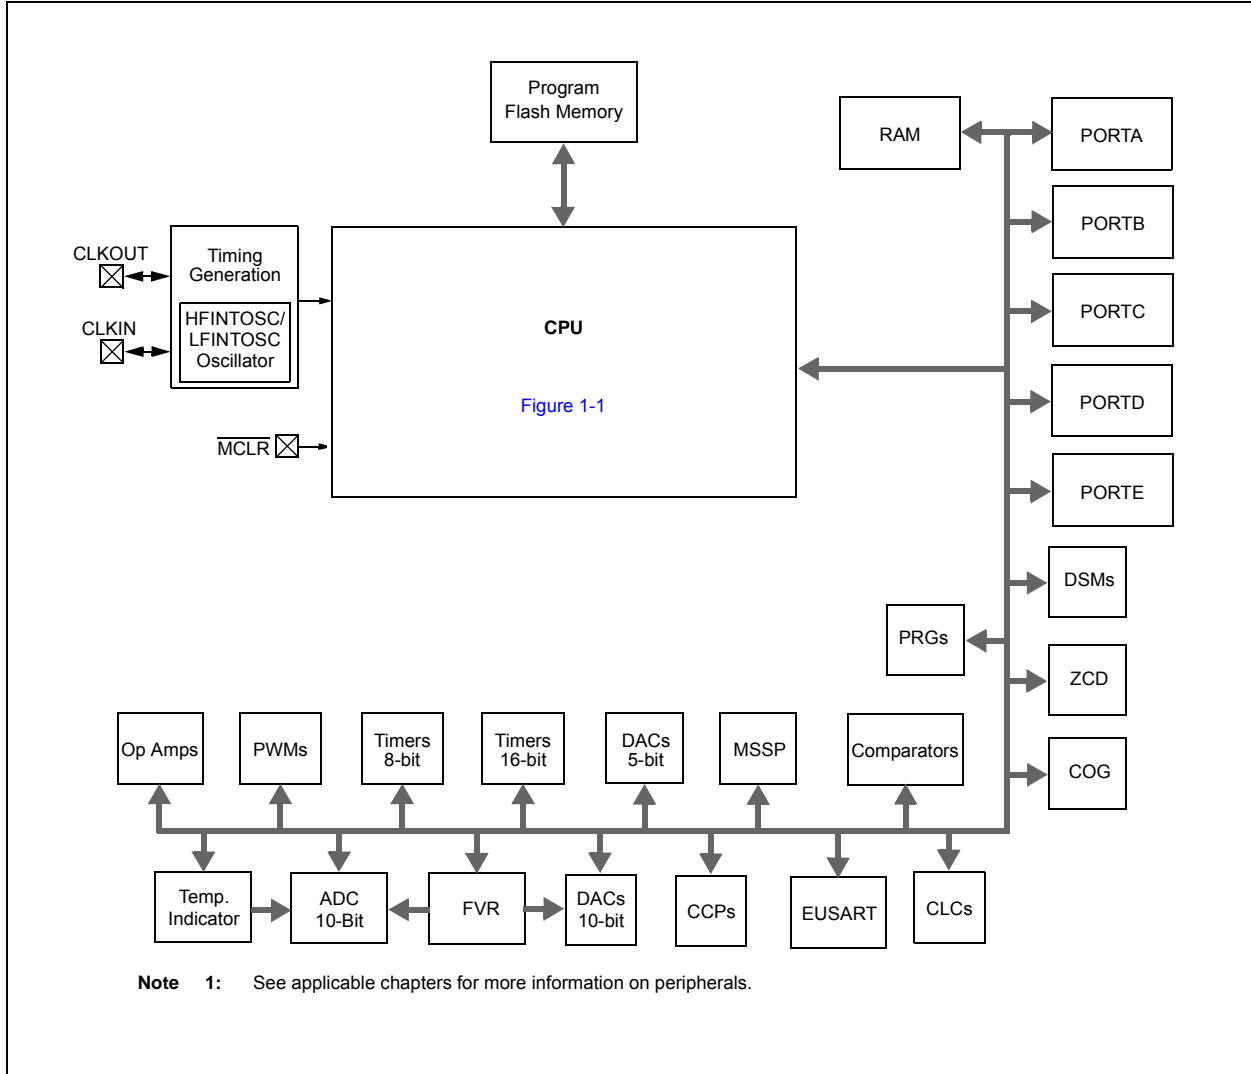 Program
Flash Memory
RAM
PORTA
PORTB
CLKOUT
Timing
Generation
CLKIN
HFINTOSC/
LFINTOSC
Oscillator
CPU
PORTC
Figure 1-1
PORTD
MCLR
PORTE
DSMs
PRGs
ZCD
Op Amps
PWMs
Timers
8-bit
Timers
16-bit
DACs
5-bit
MSSP
Comparators
COG
Temp.
Indicator
ADC
10-Bit
FVR
DACs
10-bit
CCPs
EUSART
CLCs
Note 1: See applicable chapters for more information on peripherals.